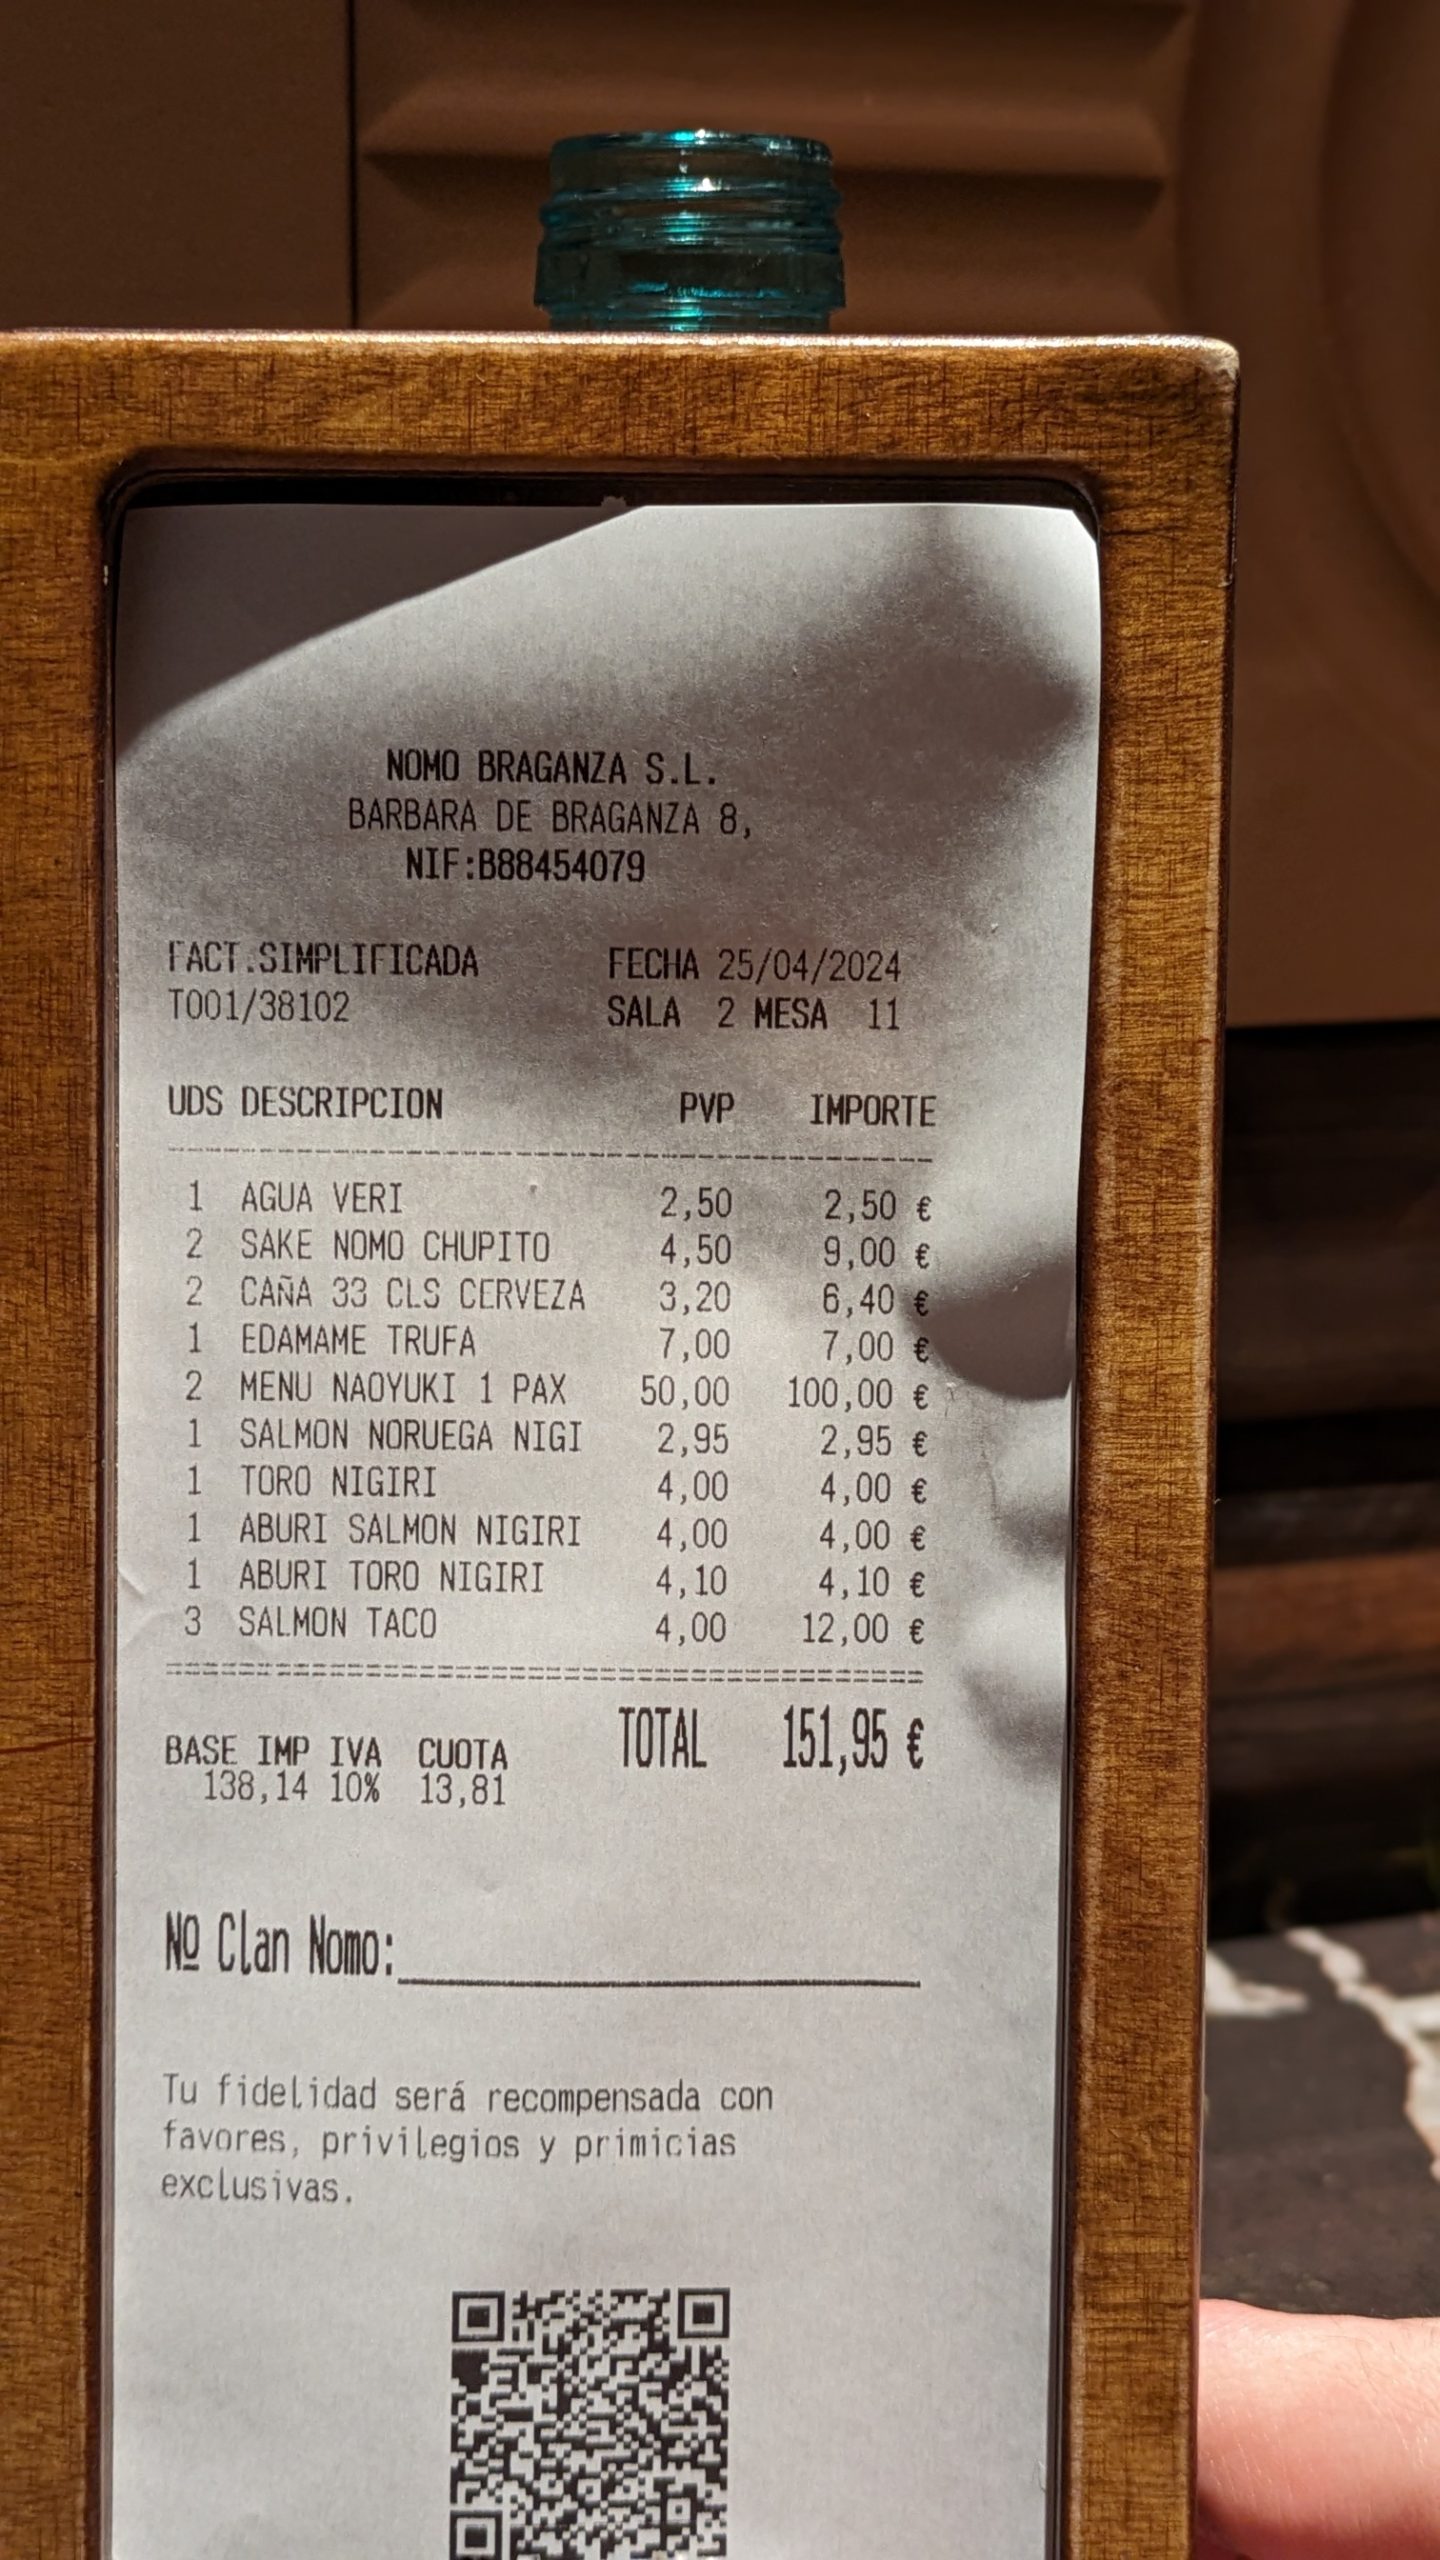 NOMO BRAGANZA S.L.
BARBARA DE BRAGANZA 8,
NIF:B88454079
FACT.SIMPLIFICADA FECHA 25/04/2024
T001/38102 SALA 2 MESA 11
UDS DESCRIPCION PVP IMPORTE
1 AGUA VERI 2,50 2,50 €
2 SAKE NOMO CHUPITO 4,50 9,00 €
2 CAÑA 33 CLS CERVEZA 3,20 6,40 €
1 EDAMAME TRUFA 7,00 7,00 €
2 MENU NAOYUKI 1 PAX 50,00 100,00 €
1 SALMON NORUEGA NIGI 2,95 2,95 €
1 TORO NIGIRI 4,00 4,00 €
1 ABURI SALMON NIGIRI 4,00 4,00 €
1 ABURI TORO NIGIRI 4,10 4,10 €
3 SALMON TACO 4,00 12,00 €
TOTAL 151,95 €
BASE IMP IVA CUOTA
138,14 10% 13,81
Nº Clan Nomo:
Tu fidelidad será recompensada con
favores, privilegios y primicias
exclusivas.